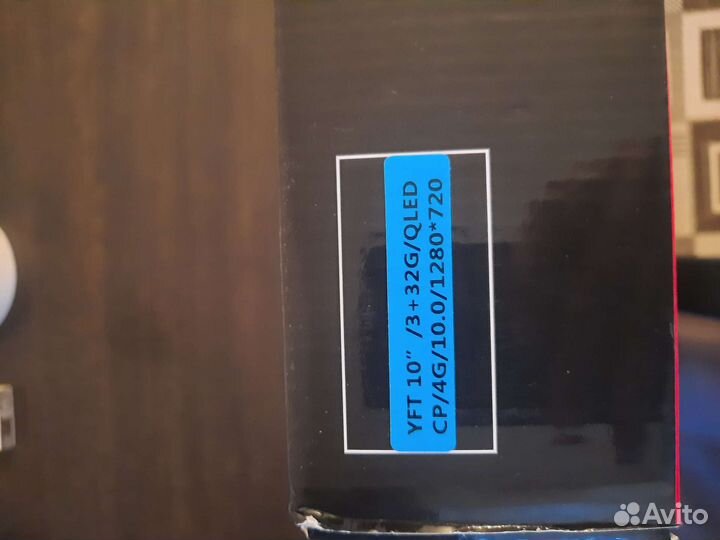 YFT 10" /3+32G/QLED
CP/4G/10.0/1280*720
Avito